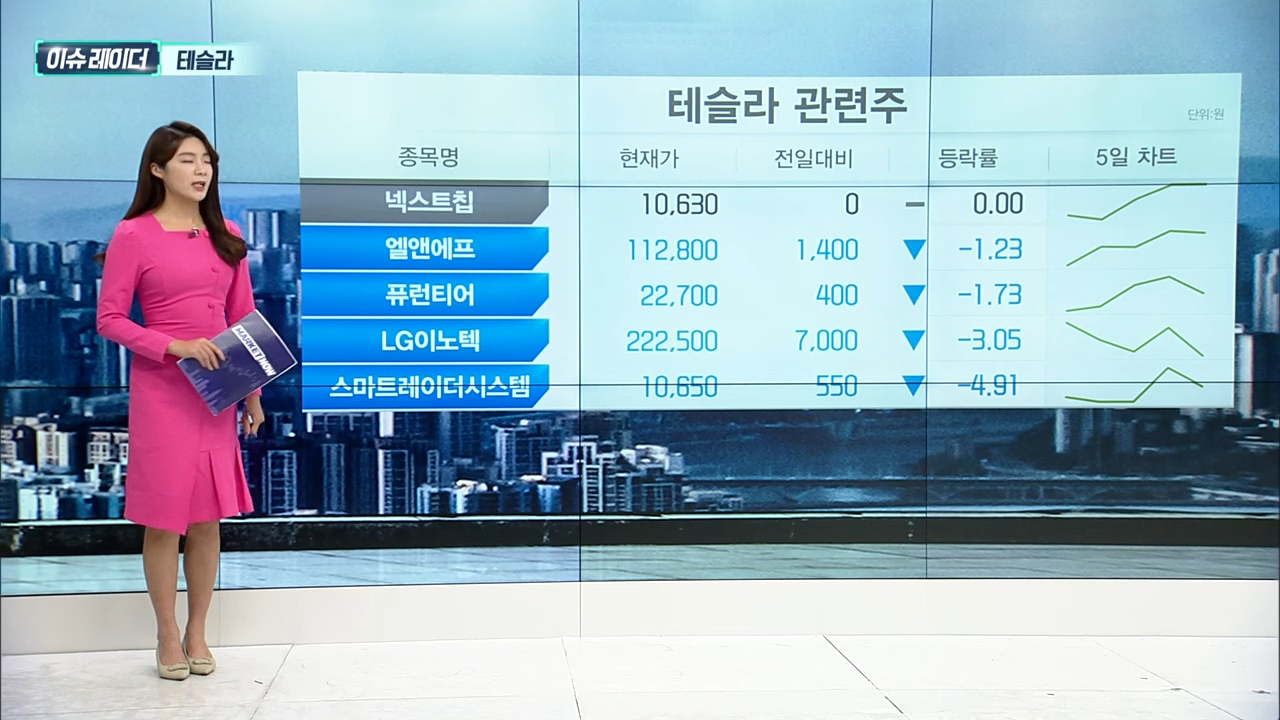 이슈레이더 테슬라
테슬라 관련주
단위:원
종목명 현재가 전일대비 등락률 5일 차트
넥스트칩 10,630 0 – 0.00
엘앤에프 112,800 1,400 ▼ -1.23
퓨런티어 22,700 400 ▼ -1.73
LG이노텍 222,500 7,000 ▼ -3.05
스마트레이더시스템 10,650 550 ▼ -4.91
MARKET NOW